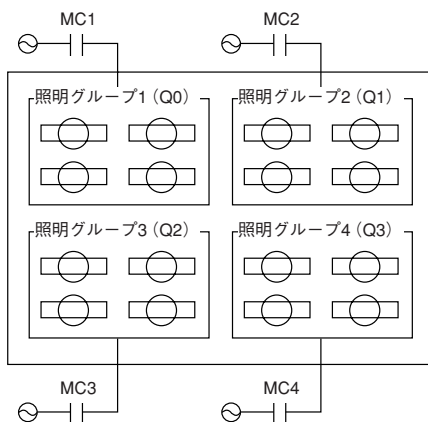 MC1
MC2
照明グループ1(Q0)
照明グループ2(Q1)
照明グループ3(Q2)
照明グループ4(Q3)
MC3
MC4